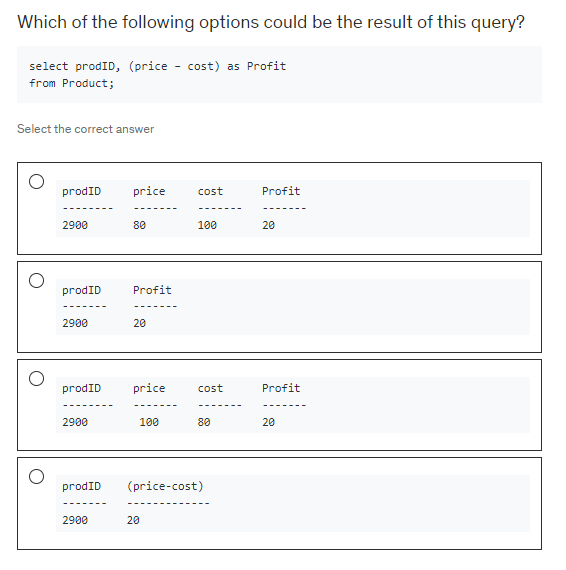 Which of the following options could be the result of this query?
select prodID, (price - cost) as Profit
from Product;
Select the correct answer
prodID price cost Profit
-------- ------- ------- -------
2900 80 100 20
prodID Profit
------- -------
2900 20
prodID price cost Profit
-------- ------- ------- -------
2900 100 80 20
prodID (price-cost)
------- -------------
2900 20